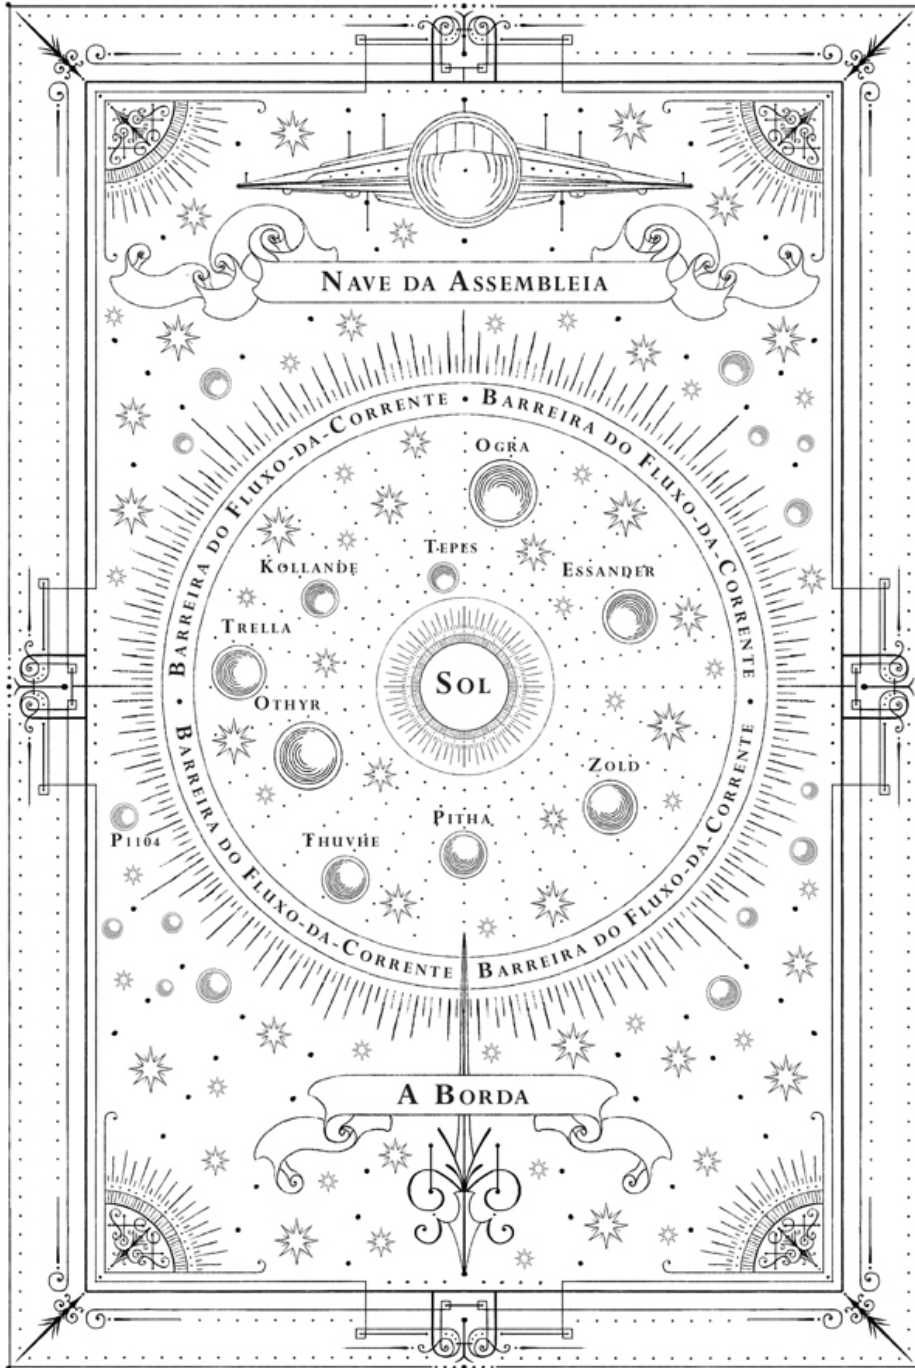 NAVE DA ASSEMBLEIA
BARREIRA DO FLUXO-DA-CORRENTE • BARREIRA DO FLUXO-DA-CORRENTE • BARREIRA DO FLUXO-DA-CORRENTE BARREIRA DO FLUXO-DA-CORRENTE •
OGRA
TEPES
KOLLANDE
ESSANDER
TRELLA
SOL
OTHYR
ZOLD
PITHA
P1104
THUVHE
A BORDA